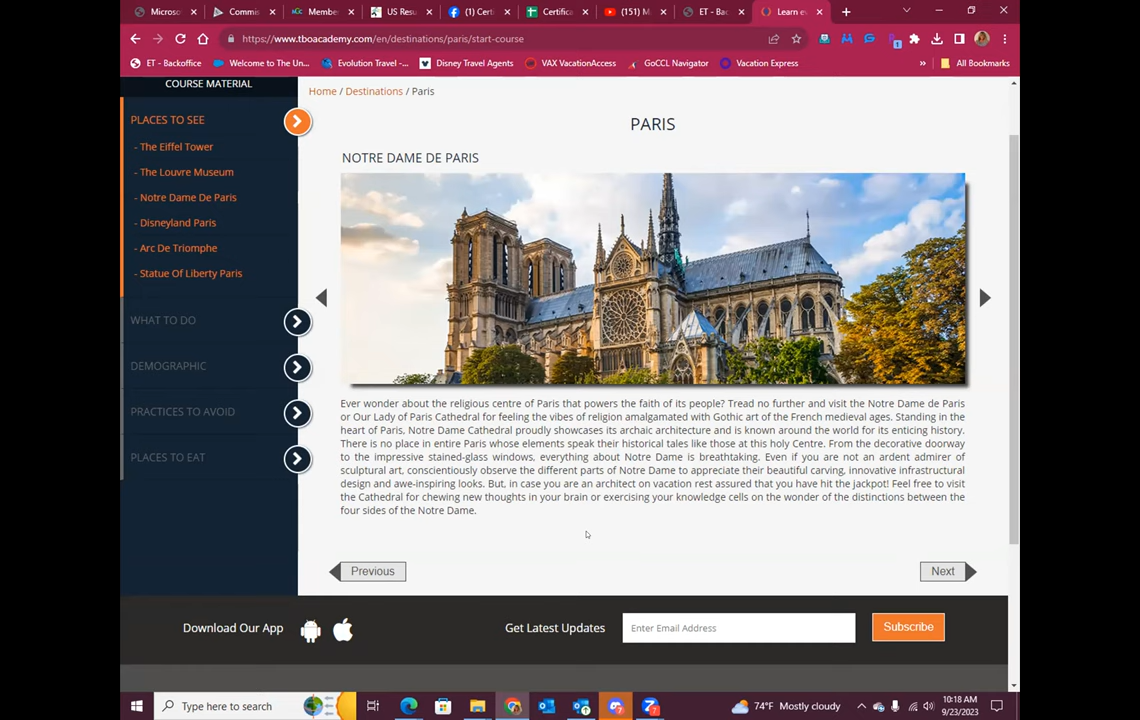 Microso
Commis
Member
US Resu
(1) Certi
Certifica
(151) M
ET - Bac
Learn ev
https://www.tboacademy.com/en/destinations/paris/start-course
ET - Backoffice
Welcome to The Un...
Evolution Travel -...
Disney Travel Agents
VAX VacationAccess
GoCCL Navigator
Vacation Express
»
All Bookmarks
COURSE MATERIAL
PLACES TO SEE
- The Eiffel Tower
- The Louvre Museum
- Notre Dame De Paris
- Disneyland Paris
- Arc De Triomphe
- Statue Of Liberty Paris
WHAT TO DO
DEMOGRAPHIC
PRACTICES TO AVOID
PLACES TO EAT
Home / Destinations / Paris
PARIS
NOTRE DAME DE PARIS
Ever wonder about the religious centre of Paris that powers the faith of its people? Tread no further and visit the Notre Dame de Paris
or Our Lady of Paris Cathedral for feeling the vibes of religion amalgamated with Gothic art of the French medieval ages. Standing in the
heart of Paris, Notre Dame Cathedral proudly showcases its archaic architecture and is known around the world for its enticing history.
There is no place in entire Paris whose elements speak their historical tales like those at this holy Centre. From the decorative doorway
to the impressive stained-glass windows, everything about Notre Dame is breathtaking. Even if you are not an ardent admirer of
sculptural art, conscientiously observe the different parts of Notre Dame to appreciate their beautiful carving, innovative infrastructural
design and awe-inspiring looks. But, in case you are an architect on vacation rest assured that you have hit the jackpot! Feel free to visit
the Cathedral for chewing new thoughts in your brain or exercising your knowledge cells on the wonder of the distinctions between the
four sides of the Notre Dame.
Previous
Next
Download Our App
Get Latest Updates
Enter Email Address
Subscribe
Type here to search
74°F Mostly cloudy
10:18 AM
9/23/2023